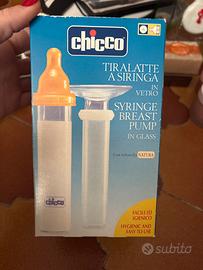 chicco
TIRALATTE
A SIRINGA
IN
VETRO
SYRINGE
BREAST
PUMP
IN GLASS
NATURA
FACILE ED
IGIENICO
HYGIENIC AND
EASY TO USE
chicco
subito